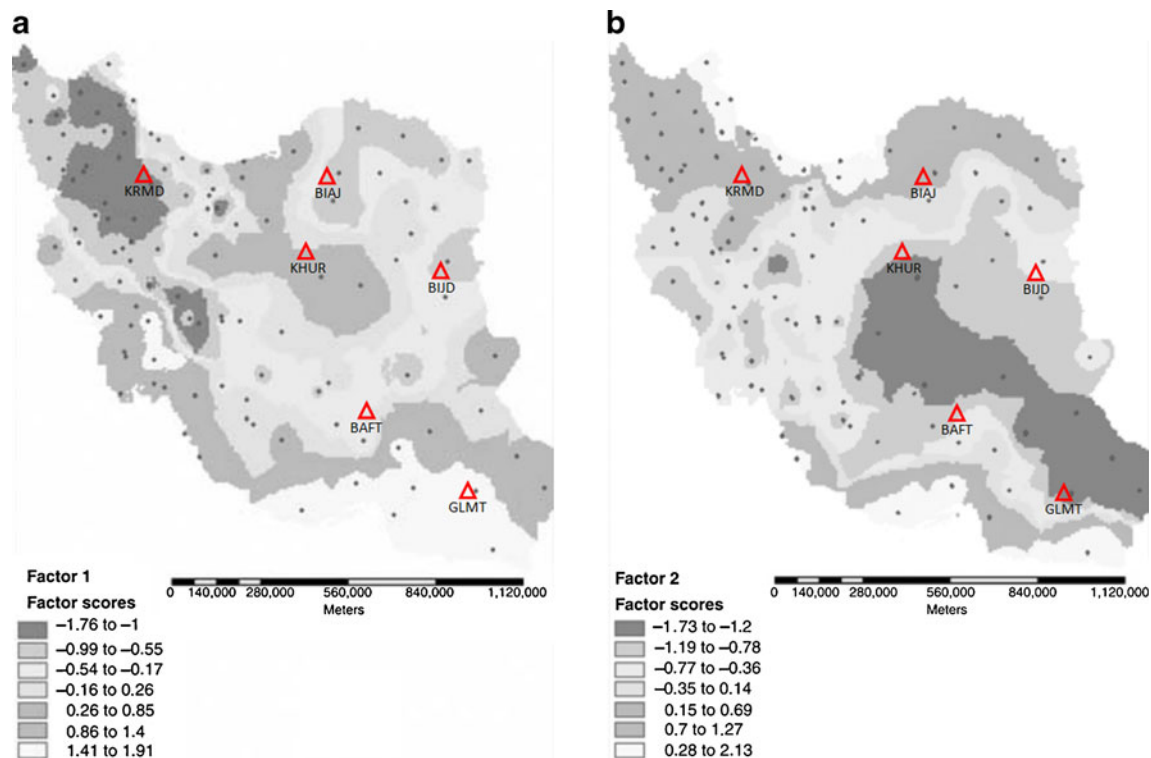 a
KRMD
BIAJ
KHUR
BIJD
BAFT
GLMT
Factor 1
0 140,000 280,000 560,000 840,000 1,120,000
Meters
Factor scores
−1.76 to −1
−0.99 to −0.55
−0.54 to −0.17
−0.16 to 0.26
0.26 to 0.85
0.86 to 1.4
1.41 to 1.91
b
KRMD
BIAJ
KHUR
BIJD
BAFT
GLMT
Factor 2
0 140,000 280,000 560,000 840,000 1,120,000
Meters
Factor scores
−1.73 to −1.2
−1.19 to −0.78
−0.77 to −0.36
−0.35 to 0.14
0.15 to 0.69
0.7 to 1.27
0.28 to 2.13